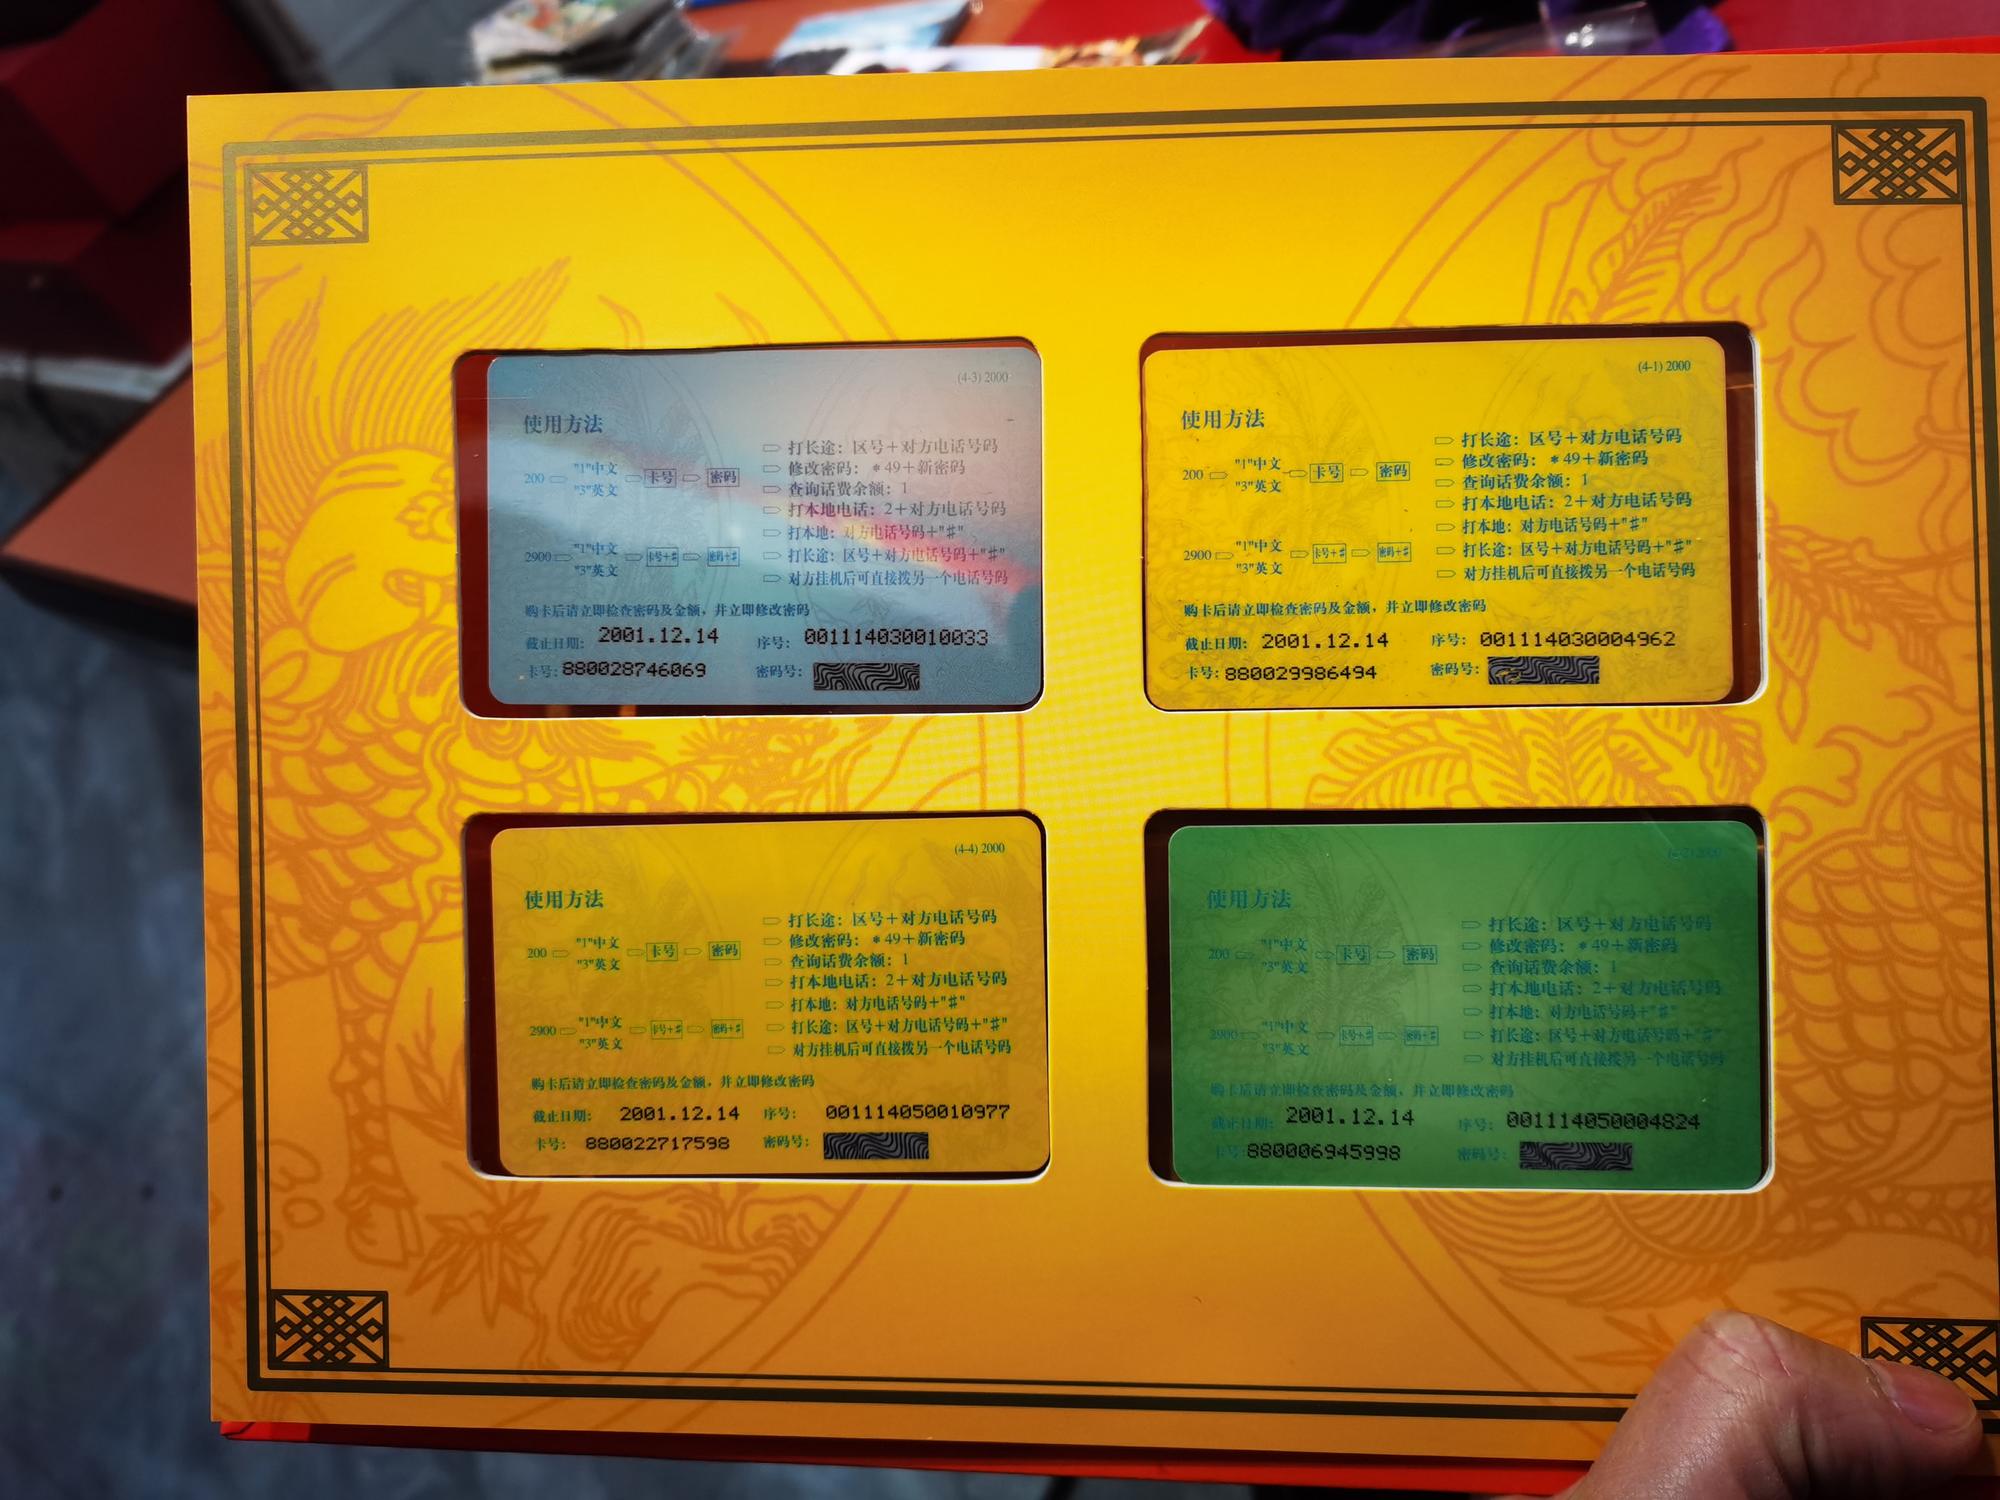 (4-3) 2000
使用方法
200 "1"中文 "3"英文 卡号 密码
打长途：区号＋对方电话号码
修改密码：＊49＋新密码
查询话费余额：1
打本地电话：2＋对方电话号码
2900 "1"中文 "3"英文 卡号+# 密码+#
打本地：对方电话号码＋"#"
打长途：区号＋对方电话号码＋"#"
对方挂机后可直接拨另一个电话号码
购卡后请立即检查密码及金额，并立即修改密码
截止日期：2001.12.14 序号：001114030010033
卡号：880028746069 密码号：
(4-1) 2000
使用方法
200 "1"中文 "3"英文 卡号 密码
打长途：区号＋对方电话号码
修改密码：＊49＋新密码
查询话费余额：1
打本地电话：2＋对方电话号码
2900 "1"中文 "3"英文 卡号+# 密码+#
打本地：对方电话号码＋"#"
打长途：区号＋对方电话号码＋"#"
对方挂机后可直接拨另一个电话号码
购卡后请立即检查密码及金额，并立即修改密码
截止日期：2001.12.14 序号：001114030004962
卡号：880029986494 密码号：
(4-4) 2000
使用方法
200 "1"中文 "3"英文 卡号 密码
打长途：区号＋对方电话号码
修改密码：＊49＋新密码
查询话费余额：1
打本地电话：2＋对方电话号码
2900 "1"中文 "3"英文 卡号+# 密码+#
打本地：对方电话号码＋"#"
打长途：区号＋对方电话号码＋"#"
对方挂机后可直接拨另一个电话号码
购卡后请立即检查密码及金额，并立即修改密码
截止日期：2001.12.14 序号：001114050010977
卡号：880022717598 密码号：
(4-2) 2000
使用方法
200 "1"中文 "3"英文 卡号 密码
打长途：区号＋对方电话号码
修改密码：＊49＋新密码
查询话费余额：1
打本地电话：2＋对方电话号码
2900 "1"中文 "3"英文 卡号+# 密码+#
打本地：对方电话号码＋"#"
打长途：区号＋对方电话号码＋"#"
对方挂机后可直接拨另一个电话号码
购卡后请立即检查密码及金额，并立即修改密码
截止日期：2001.12.14 序号：001114050004824
卡号：880006945998 密码号：